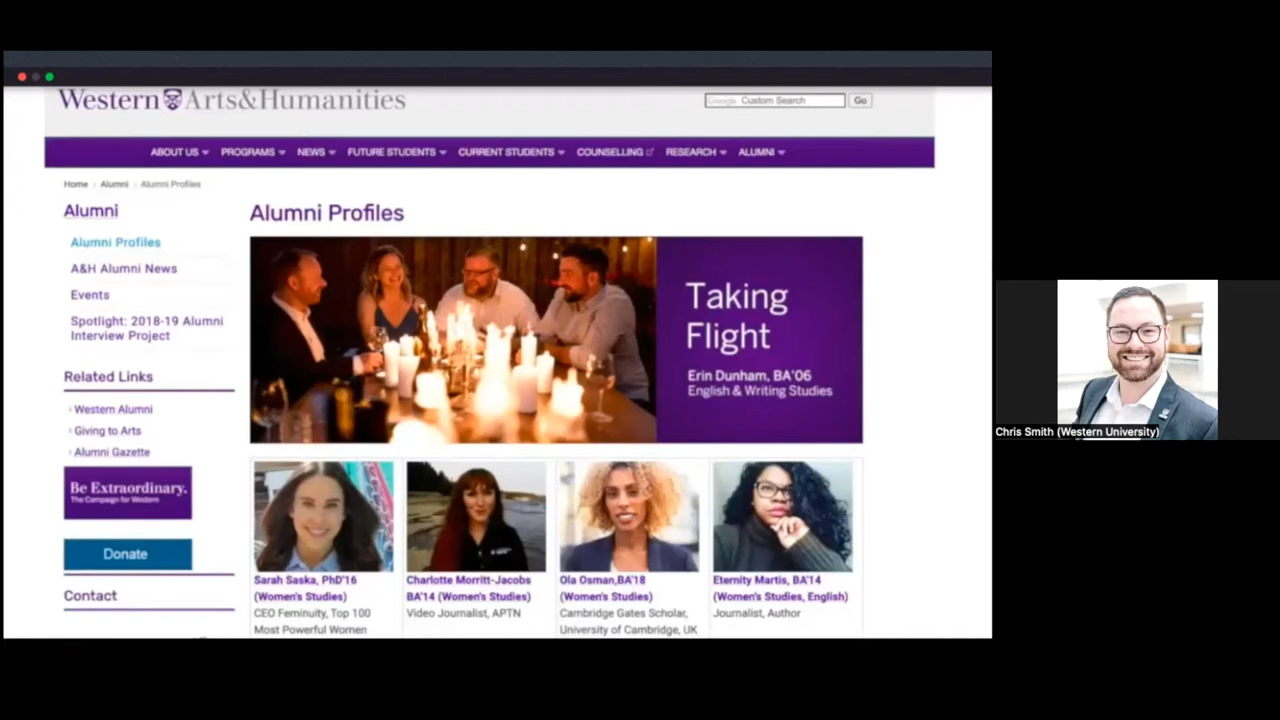 Western Arts&Humanities
Google Custom Search
Go
ABOUT US PROGRAMS NEWS FUTURE STUDENTS CURRENT STUDENTS COUNSELLING RESEARCH ALUMNI
Home Alumni Alumni Profiles
Alumni
Alumni Profiles
A&H Alumni News
Events
Spotlight: 2018-19 Alumni
Interview Project
Related Links
Western Alumni
Giving to Arts
Alumni Gazette
Be Extraordinary.
The Campaign for Western
Donate
Contact
Alumni Profiles
Taking
Flight
Erin Dunham, BA'06
English & Writing Studies
Sarah Saska, PhD'16
(Women's Studies)
CEO Feminuity, Top 100
Most Powerful Women
Charlotte Morritt-Jacobs
BA'14 (Women's Studies)
Video Journalist, APTN
Ola Osman,BA'18
(Women's Studies)
Cambridge Gates Scholar,
University of Cambridge, UK
Eternity Martis, BA'14
(Women's Studies, English)
Journalist, Author
Chris Smith (Western University)